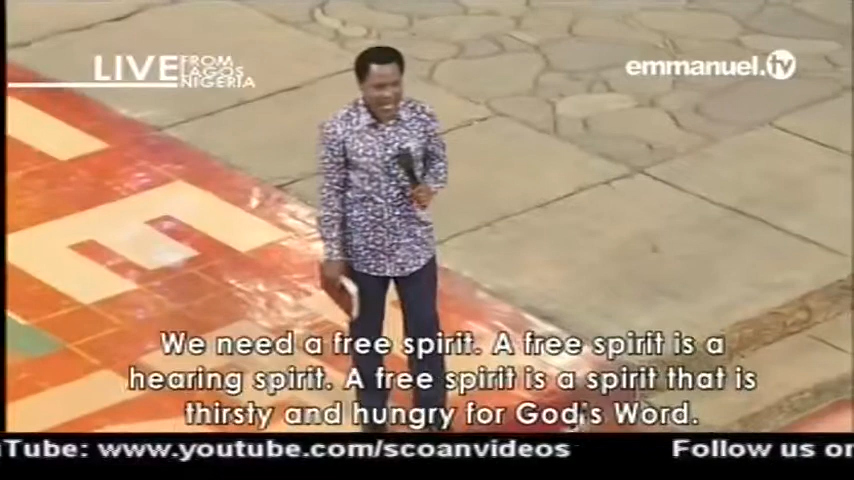 LIVE FROM LAGOS NIGERIA
emmanuel.tv
We need a free spirit. A free spirit is a
hearing spirit. A free spirit is a spirit that is
thirsty and hungry for God's Word.
Tube: www.youtube.com/scoanvideos Follow us on